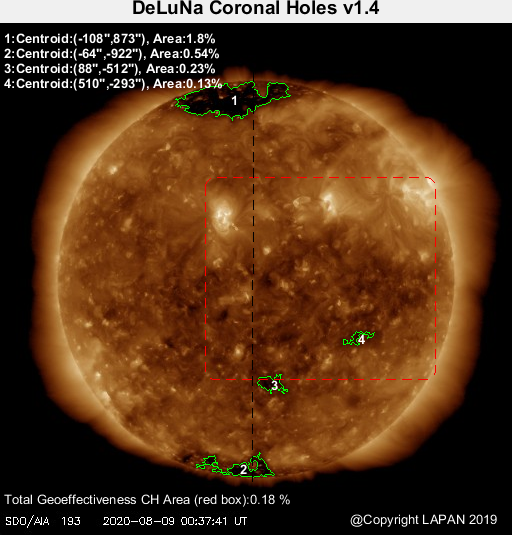 DeLuNa Coronal Holes v1.4
1:Centroid:(-108",873"), Area:1.8%
2:Centroid:(-64",-922"), Area:0.54%
3:Centroid:(88",-512"), Area:0.23%
4:Centroid:(510",-293"), Area:0.13%
1
4
3
2
Total Geoeffectiveness CH Area (red box):0.18 %
SDO/AIA 193 2020-08-09 00:37:41 UT
@Copyright LAPAN 2019